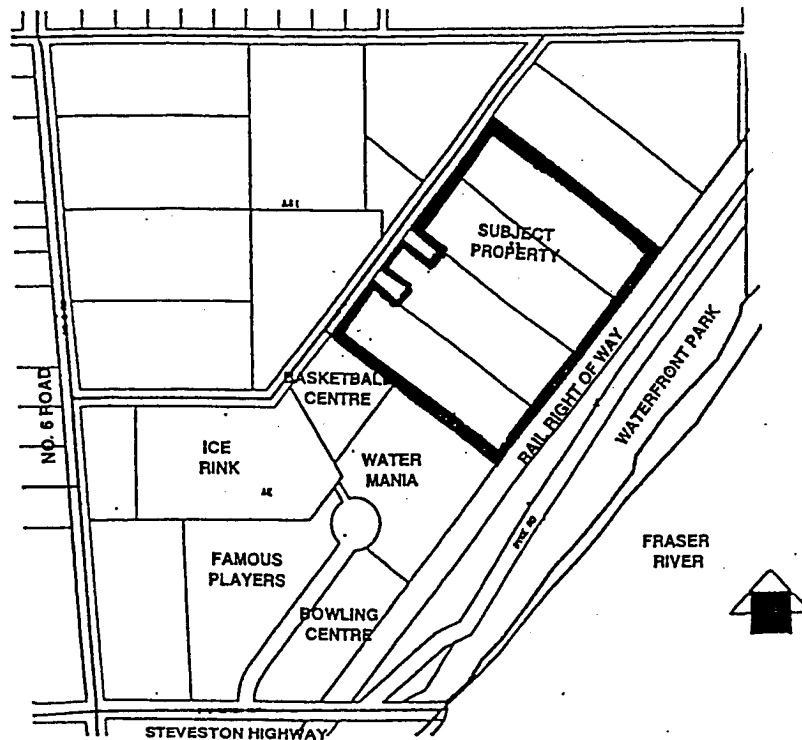 SUBJECT
PROPERTY
BASKETBALL
CENTRE
ICE
RINK
WATER
MANIA
FAMOUS
PLAYERS
BOWLING
CENTRE
NO. 6 ROAD
RAIL RIGHT OF WAY
WATERFRONT PARK
FRASER
RIVER
STEVESTON HIGHWAY